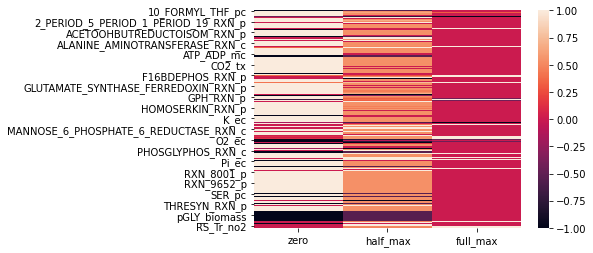 10_FORMYL_THF_pc
2_PERIOD_5_PERIOD_1_PERIOD_19_RXN_p
ACETOOHBUTREDUCTOISOM_RXN_p
ALANINE_AMINOTRANSFERASE_RXN_c
ATP_ADP_mc
CO2_tx
F16BDEPHOS_RXN_p
GLUTAMATE_SYNTHASE_FERREDOXIN_RXN_p
GPH_RXN_p
HOMOSERKIN_RXN_p
K_ec
MANNOSE_6_PHOSPHATE_6_REDUCTASE_RXN_c
O2_ec
PHOSGLYPHOS_RXN_c
Pi_ec
RXN_8001_p
RXN_9652_p
SER_pc
THRESYN_RXN_p
pGLY_biomass
RS_Tr_no2
zero half_max full_max
1.00
0.75
0.50
0.25
0.00
−0.25
−0.50
−0.75
−1.00